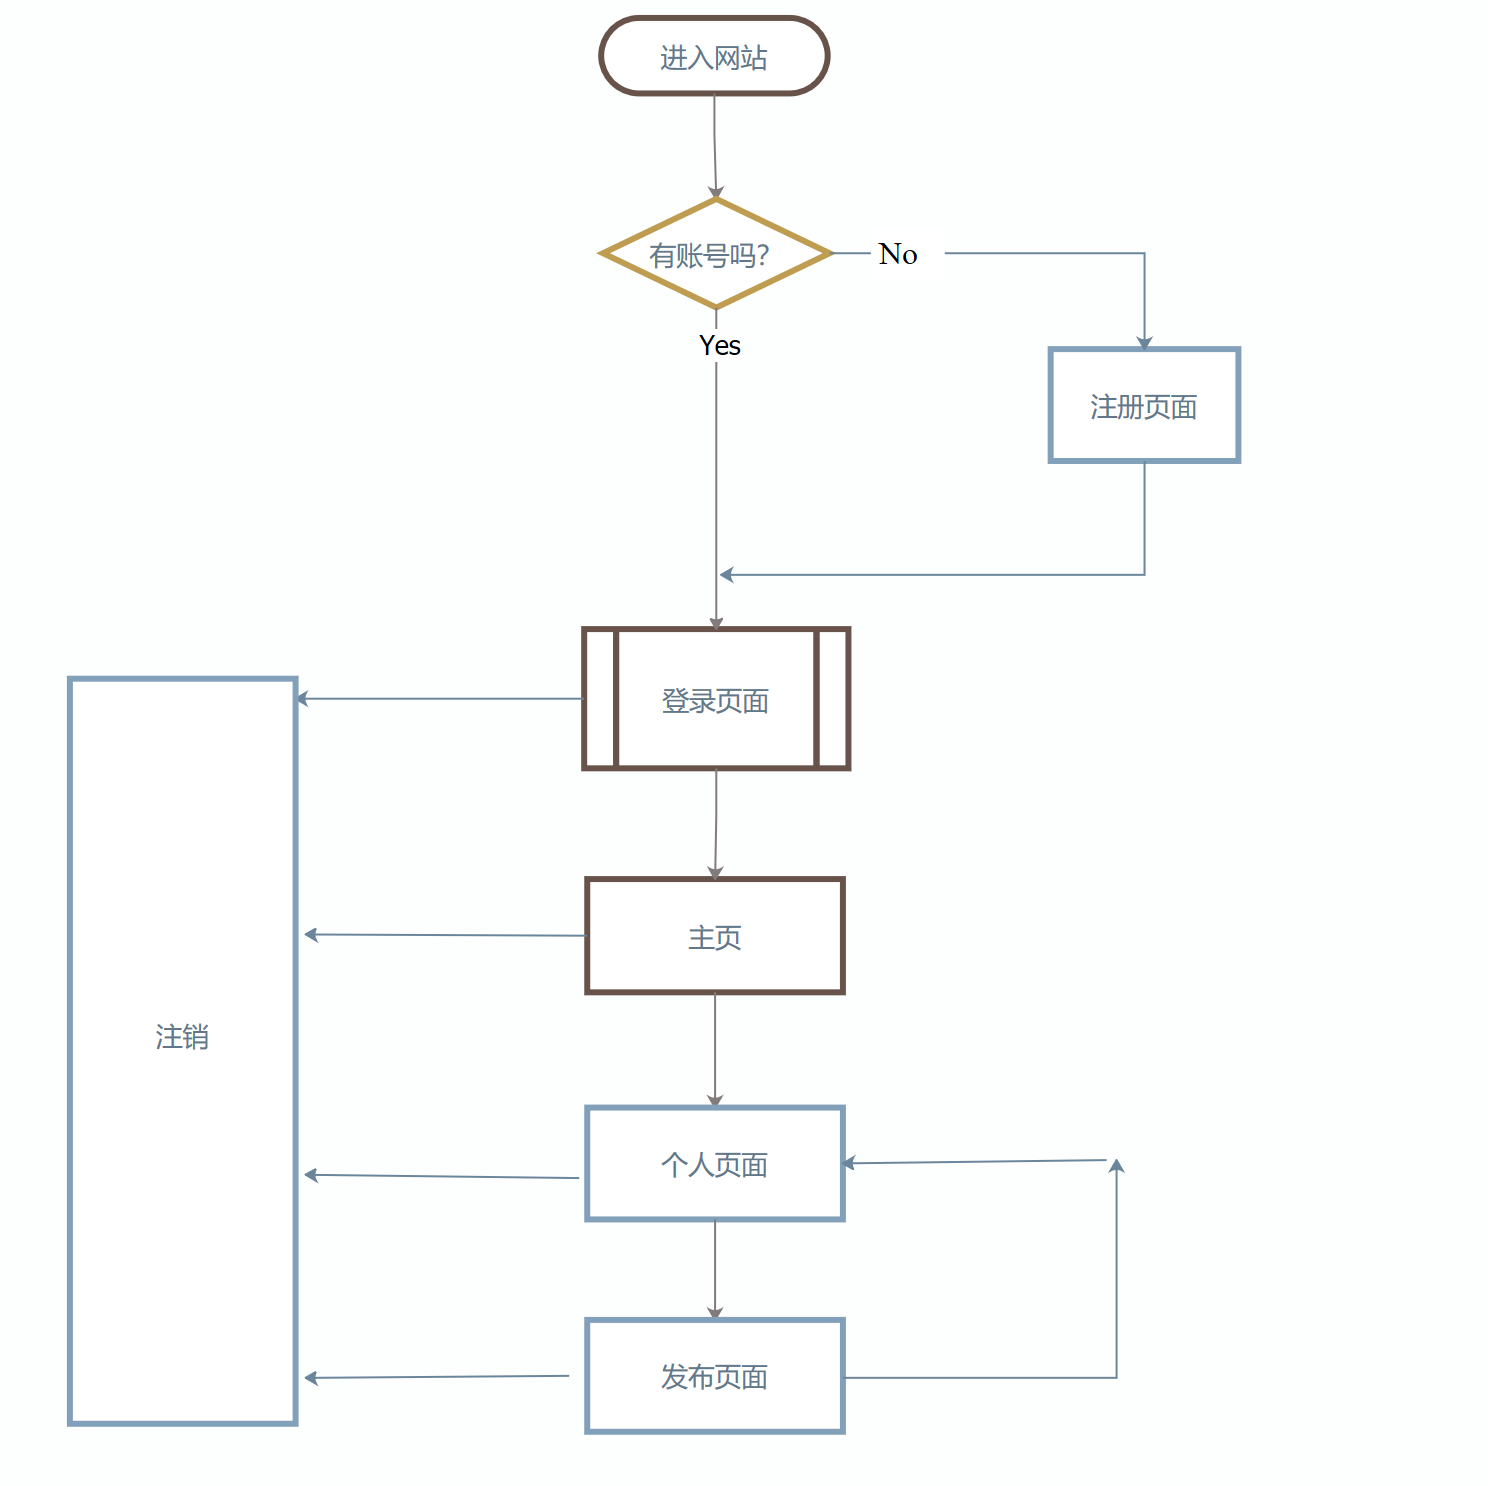 进入网站
有账号吗?
No
Yes
注册页面
登录页面
主页
注销
个人页面
发布页面